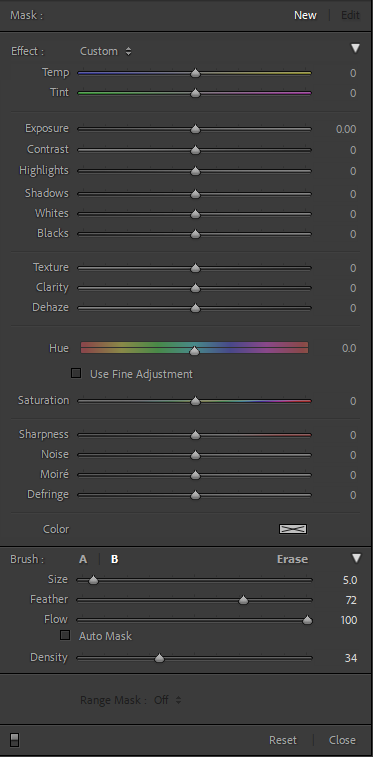 Mask : New Edit
Effect : Custom
Temp 0
Tint 0
Exposure 0.00
Contrast 0
Highlights 0
Shadows 0
Whites 0
Blacks 0
Texture 0
Clarity 0
Dehaze 0
Hue 0.0
Use Fine Adjustment
Saturation 0
Sharpness 0
Noise 0
Moiré 0
Defringe 0
Color
Brush : A B Erase
Size 5.0
Feather 72
Flow 100
Auto Mask
Density 34
Range Mask : Off
Reset Close